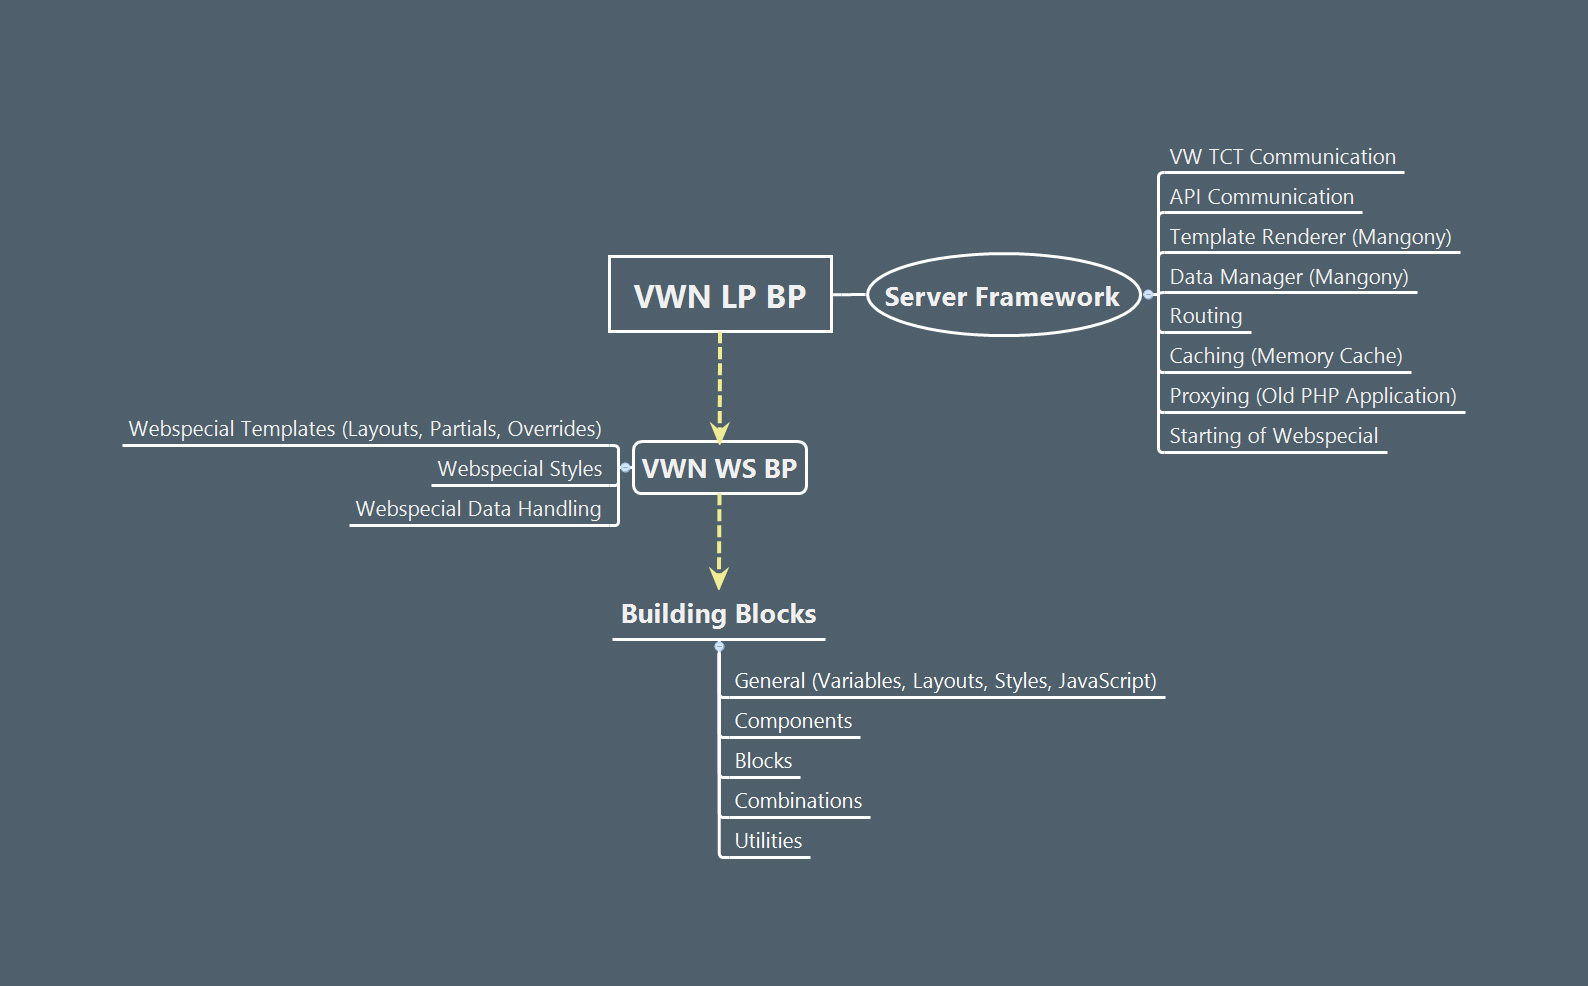 VWN LP BP
Server Framework
VW TCT Communication
API Communication
Template Renderer (Mangony)
Data Manager (Mangony)
Routing
Caching (Memory Cache)
Proxying (Old PHP Application)
Starting of Webspecial
VWN WS BP
Webspecial Templates (Layouts, Partials, Overrides)
Webspecial Styles
Webspecial Data Handling
Building Blocks
General (Variables, Layouts, Styles, JavaScript)
Components
Blocks
Combinations
Utilities